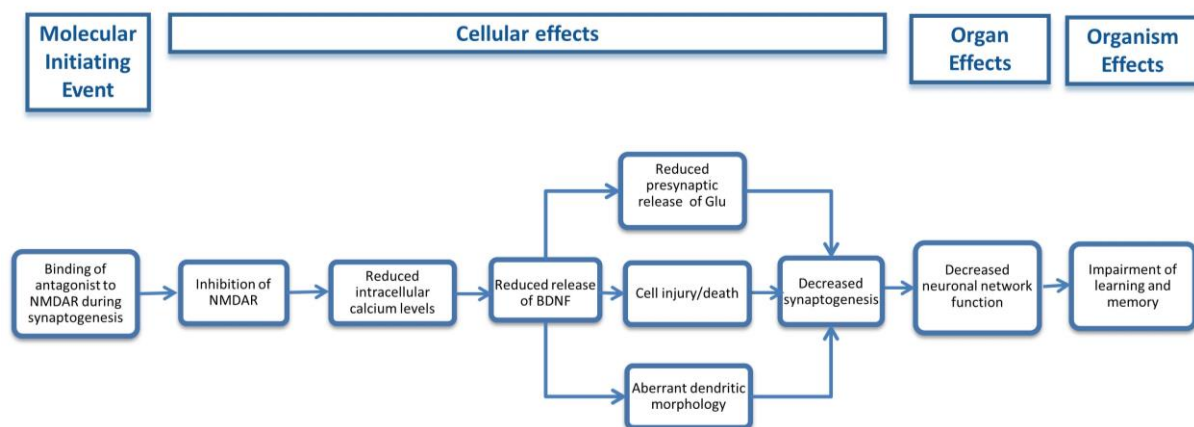 Molecular
Initiating
Event
Cellular effects
Organ
Effects
Organism
Effects
Binding of
antagonist to
NMDAR during
synaptogenesis
Inhibition of
NMDAR
Reduced
intracellular
calcium levels
Reduced release
of BDNF
Reduced
presynaptic
release of Glu
Cell injury/death
Aberrant dendritic
morphology
Decreased
synaptogenesis
Decreased
neuronal network
function
Impairment of
learning and
memory